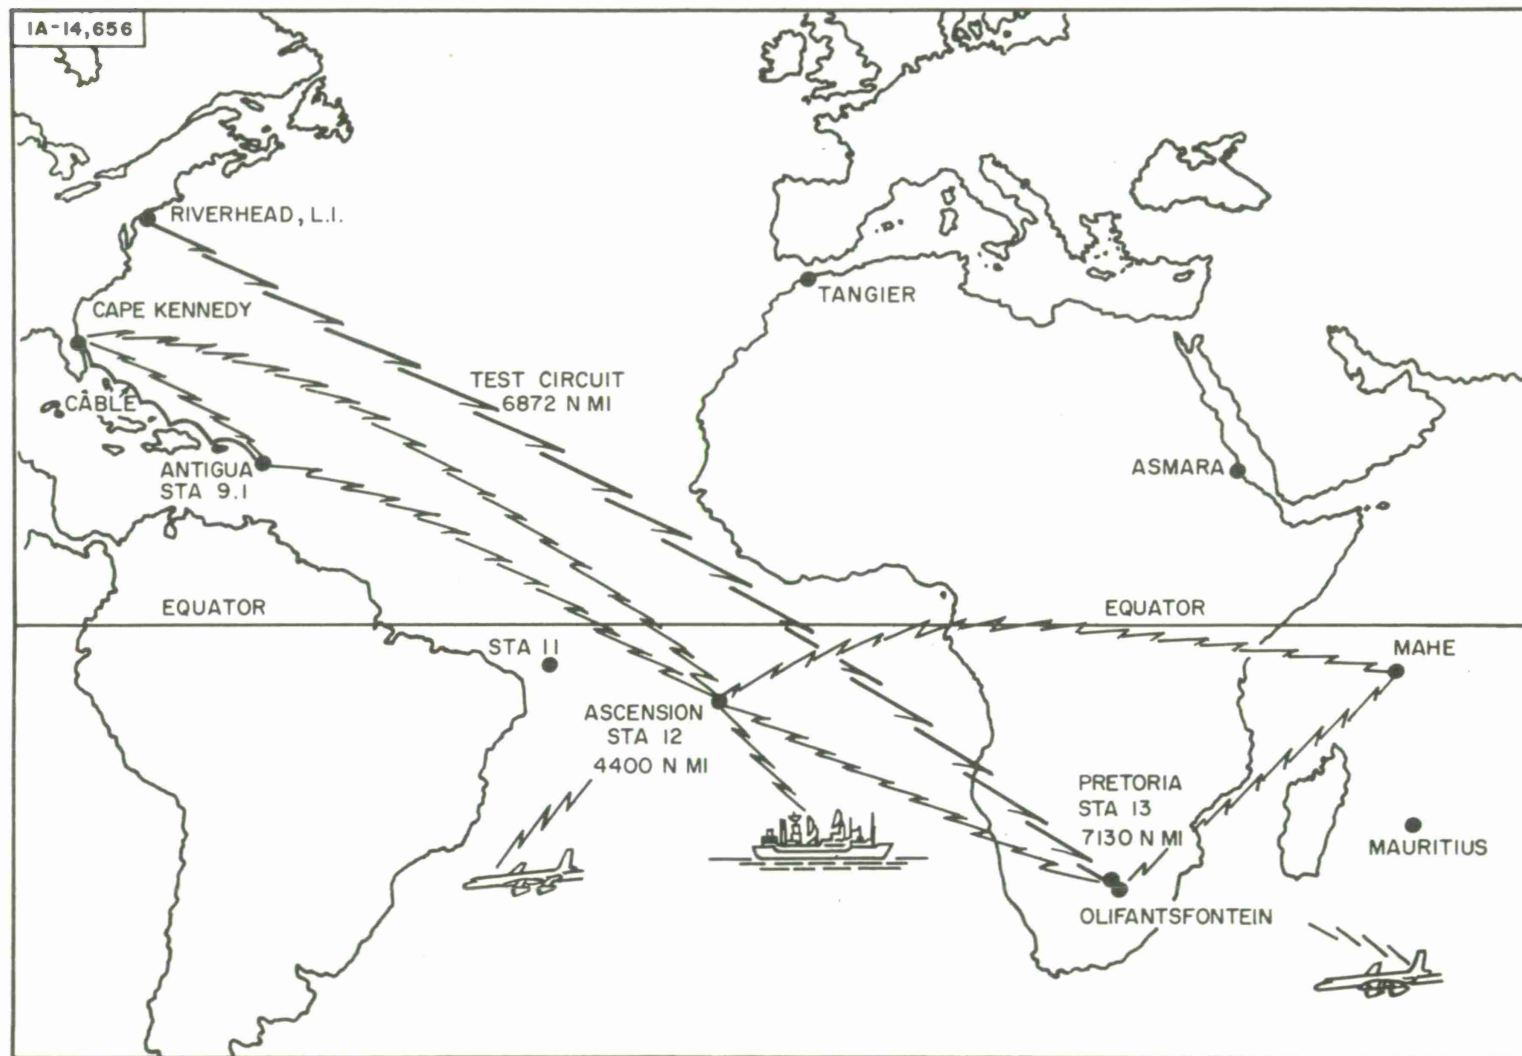 IA-14,656
RIVERHEAD, L.I.
CAPE KENNEDY
TANGIER
TEST CIRCUIT
6872 N MI
CABLE
ANTIGUA
STA 9.1
ASMARA
EQUATOR
EQUATOR
STA 11
MAHE
ASCENSION
STA 12
4400 N MI
PRETORIA
STA 13
7130 N MI
MAURITIUS
OLIFANTSFONTEIN